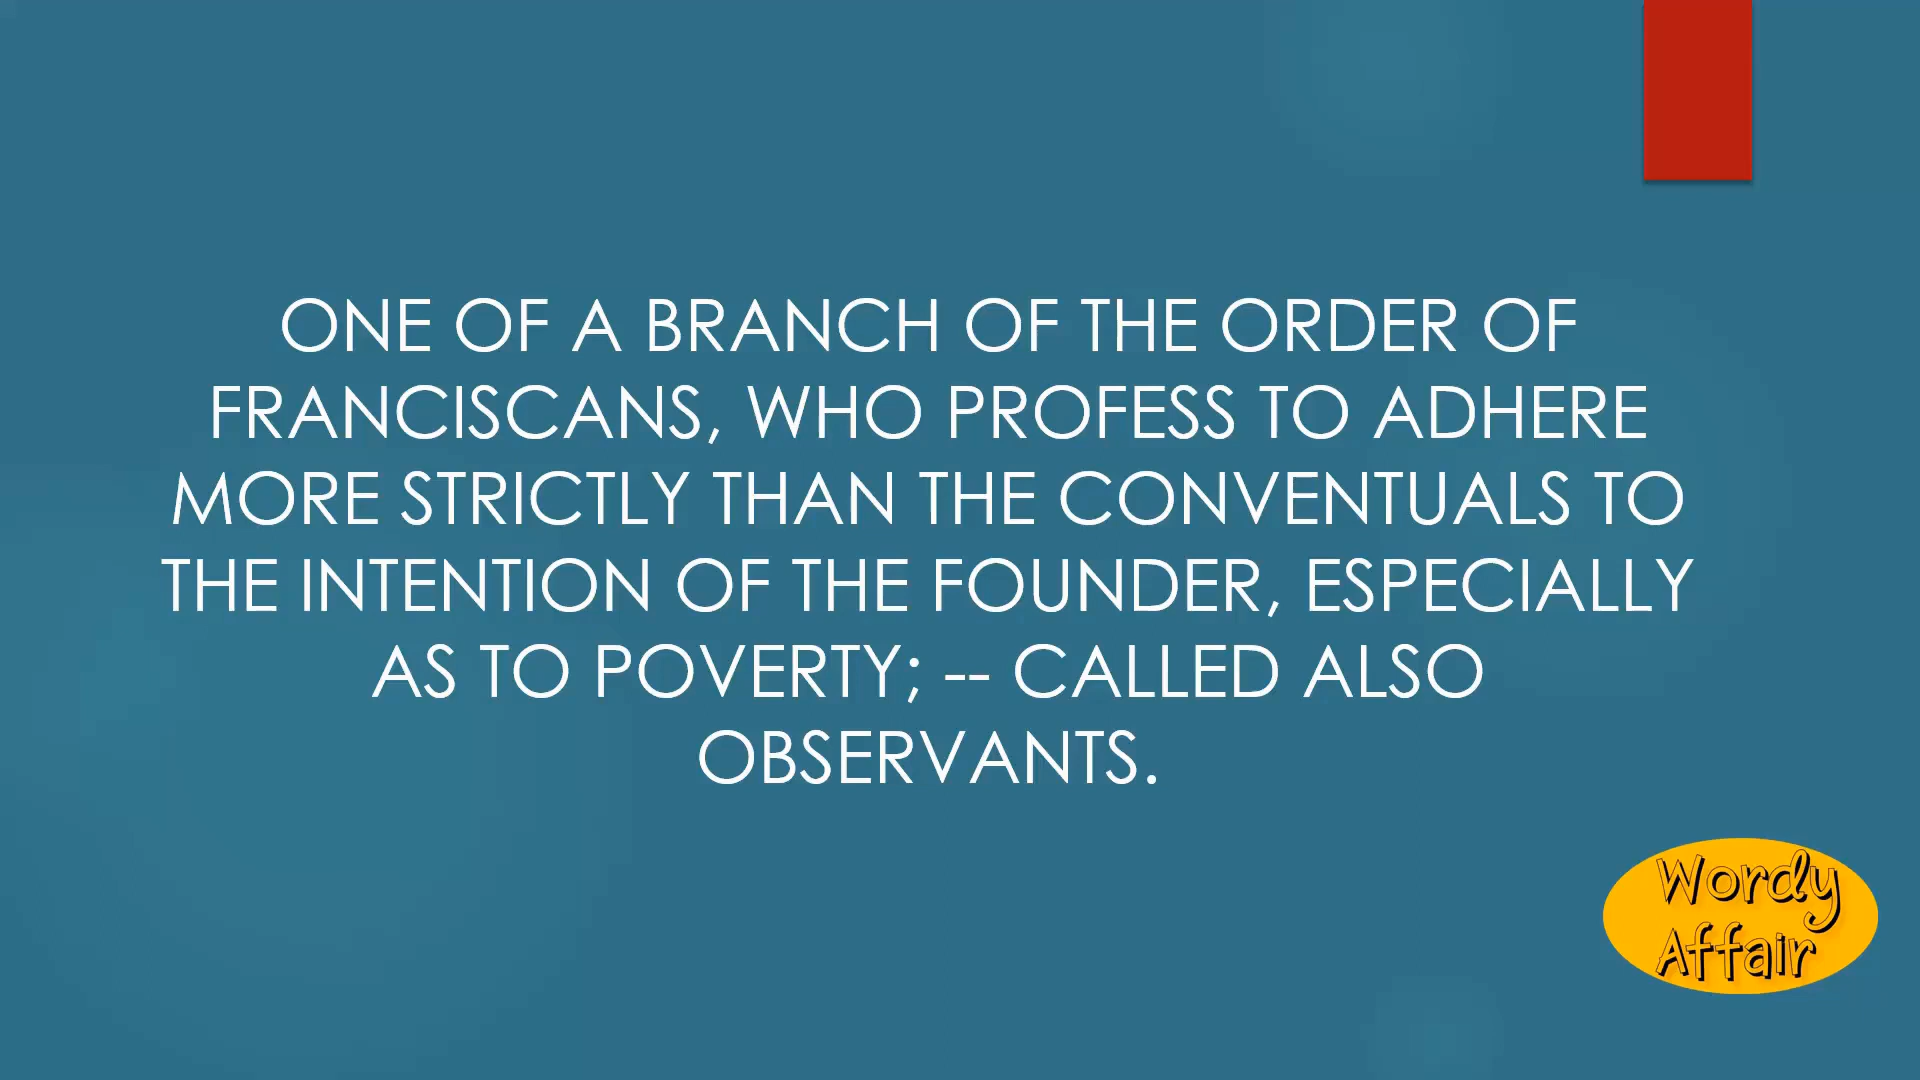 ONE OF A BRANCH OF THE ORDER OF
FRANCISCANS, WHO PROFESS TO ADHERE
MORE STRICTLY THAN THE CONVENTUALS TO
THE INTENTION OF THE FOUNDER, ESPECIALLY
AS TO POVERTY; -- CALLED ALSO
OBSERVANTS.
Wordy
Affair